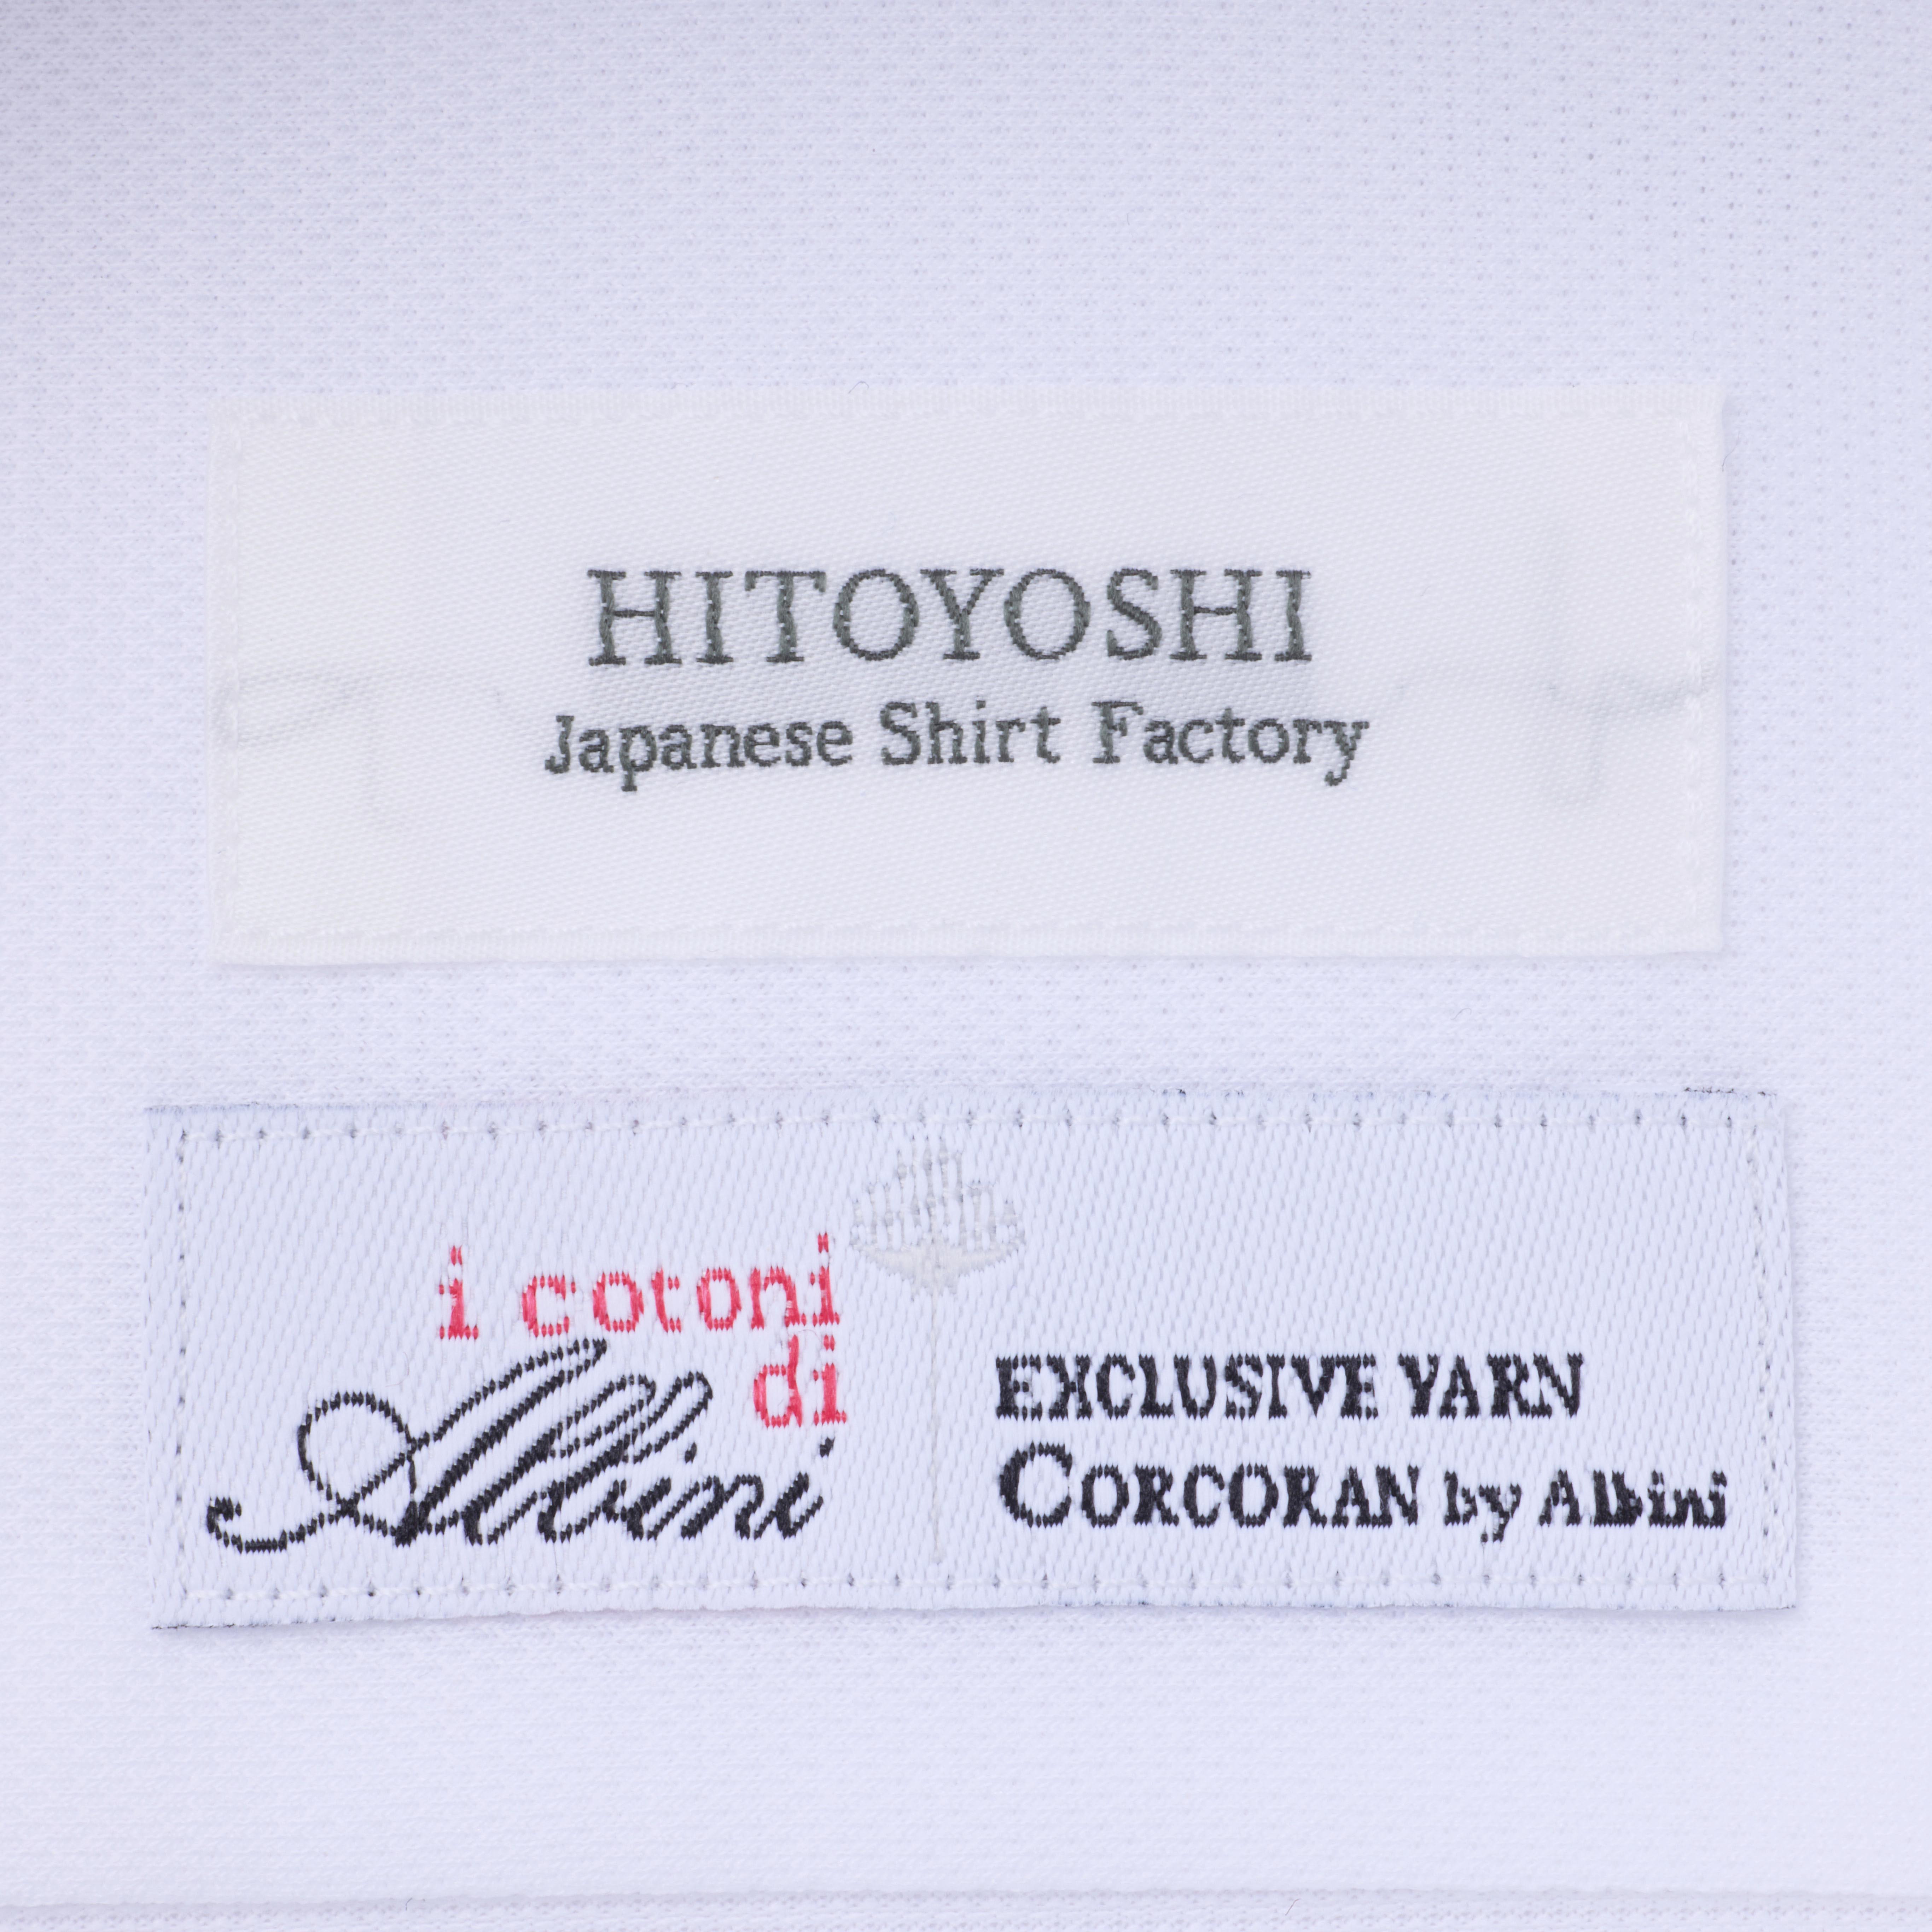 HITOYOSHI
Japanese Shirt Factory
i cotoni
di
Albini
EXCLUSIVE YARN
CORCORAN by Albini